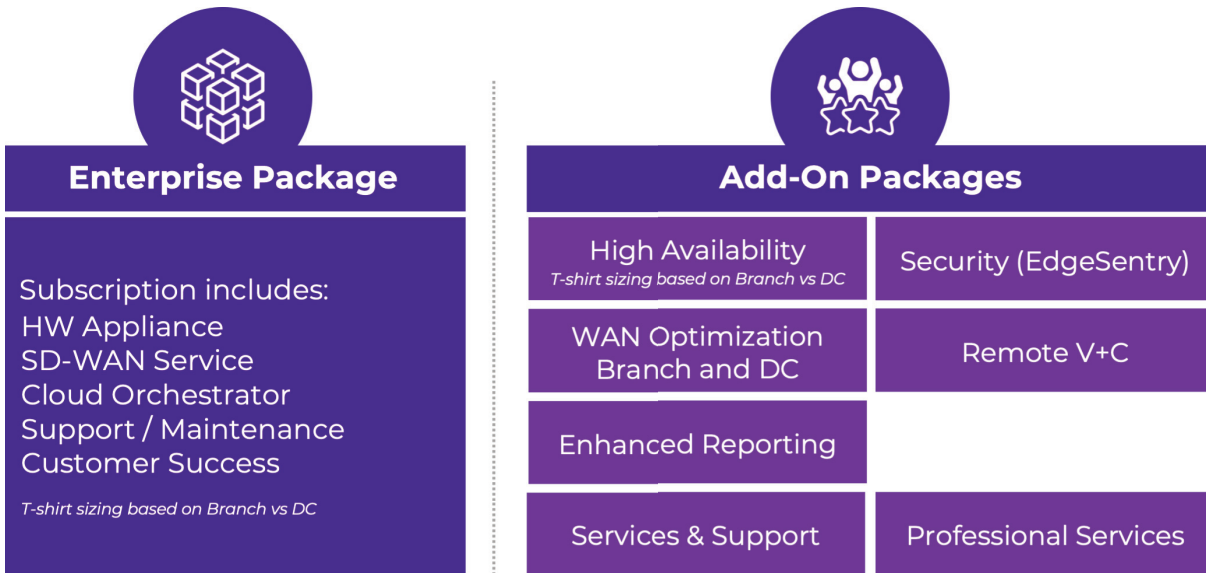 Enterprise Package
Subscription includes:
HW Appliance
SD-WAN Service
Cloud Orchestrator
Support / Maintenance
Customer Success
T-shirt sizing based on Branch vs DC
Add-On Packages
High Availability
T-shirt sizing based on Branch vs DC
Security (EdgeSentry)
WAN Optimization
Branch and DC
Remote V+C
Enhanced Reporting
Services & Support
Professional Services